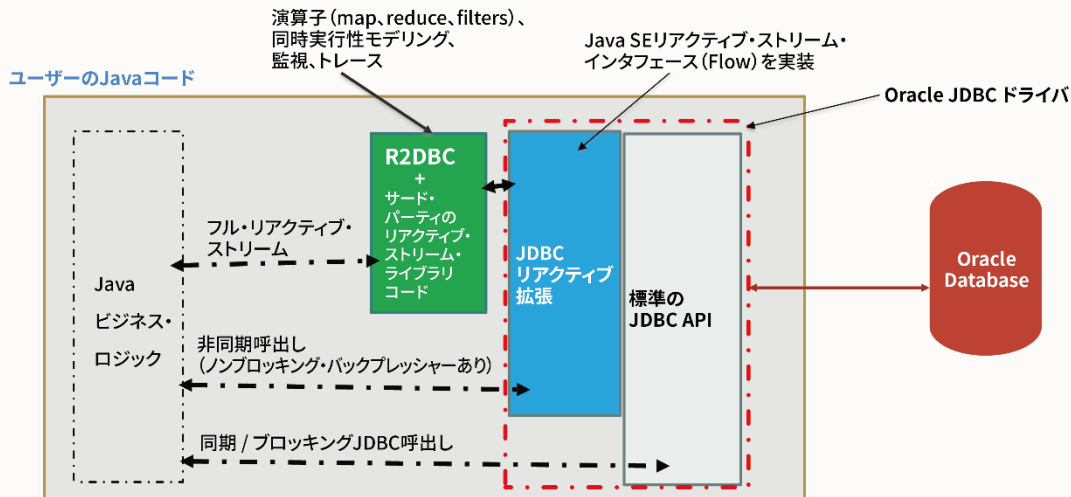 演算子（map、reduce、filters）、
同時実行性モデリング、
監視、トレース
Java SEリアクティブ・ストリーム・
インタフェース（Flow）を実装
ユーザーのJavaコード
Oracle JDBC ドライバ
R2DBC
+
サード・
パーティの
リアクティブ・
ストリーム・
ライブラリ
コード
フル・リアクティブ・
ストリーム
JDBC
リアクティブ
拡張
標準の
JDBC API
Oracle
Database
Java
ビジネス・
ロジック
非同期呼出し
（ノンブロッキング・バックプレッシャーあり）
同期 / ブロッキングJDBC呼出し